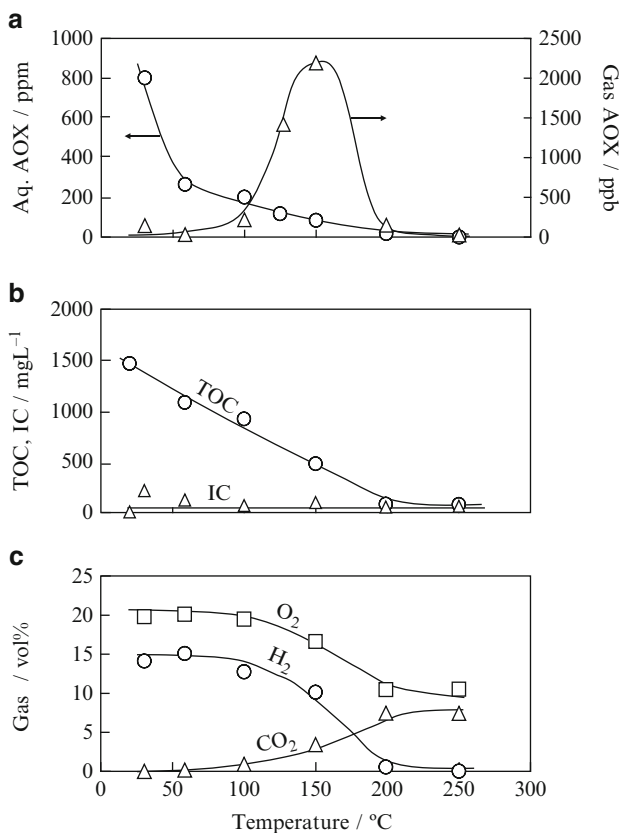 a
1000
800
600
400
200
0
Aq. AOX / ppm
2500
2000
1500
1000
500
0
Gas AOX / ppb
b
2000
1500
1000
500
0
TOC, IC / mgL⁻¹
TOC
IC
c
25
20
15
10
5
0
Gas / vol%
O₂
H₂
CO₂
0 50 100 150 200 250 300
Temperature / ºC